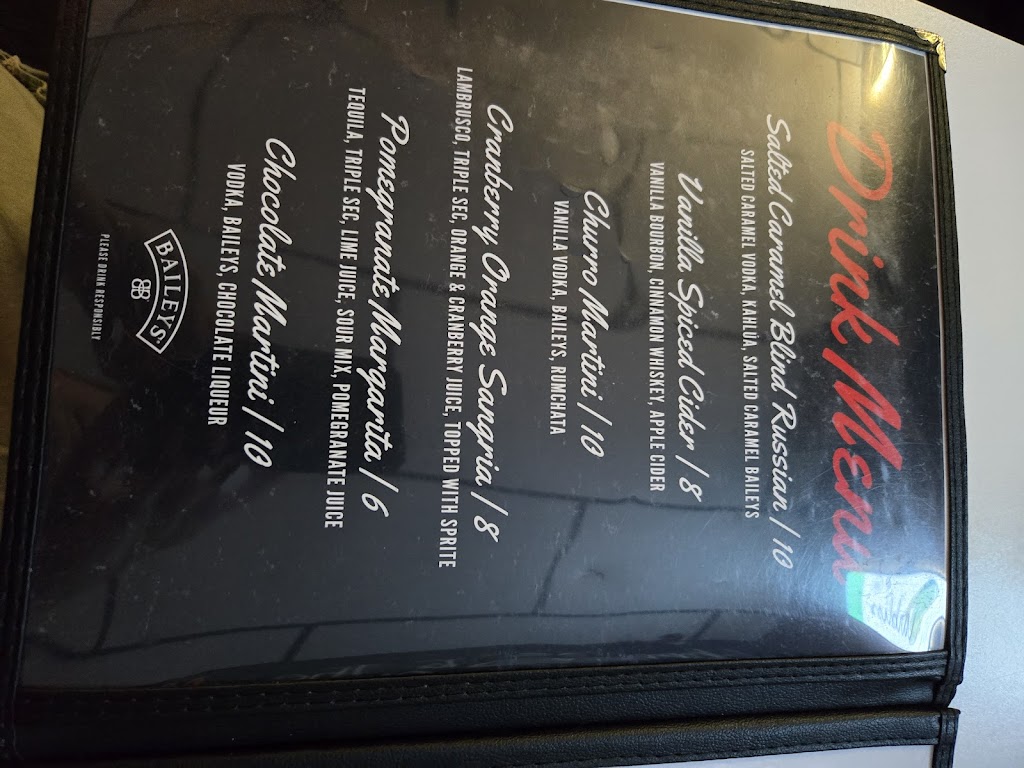 Drink Menu
Salted Caramel Blind Russian / 10
SALTED CARAMEL VODKA, KAHLUA, SALTED CARAMEL BAILEYS
Vanilla Spiced Cider / 8
VANILLA BOURBON, CINNAMON WHISKEY, APPLE CIDER
Churro Martini / 10
VANILLA VODKA, BAILEYS, RUMCHATA
Cranberry Orange Sangria / 8
LAMBRUSCO, TRIPLE SEC, ORANGE & CRANBERRY JUICE, TOPPED WITH SPRITE
Pomegranate Margarita / 6
TEQUILA, TRIPLE SEC, LIME JUICE, SOUR MIX, POMEGRANATE JUICE
Chocolate Martini / 10
VODKA, BAILEYS, CHOCOLATE LIQUEUR
BAILEYS
PLEASE DRINK RESPONSIBLY